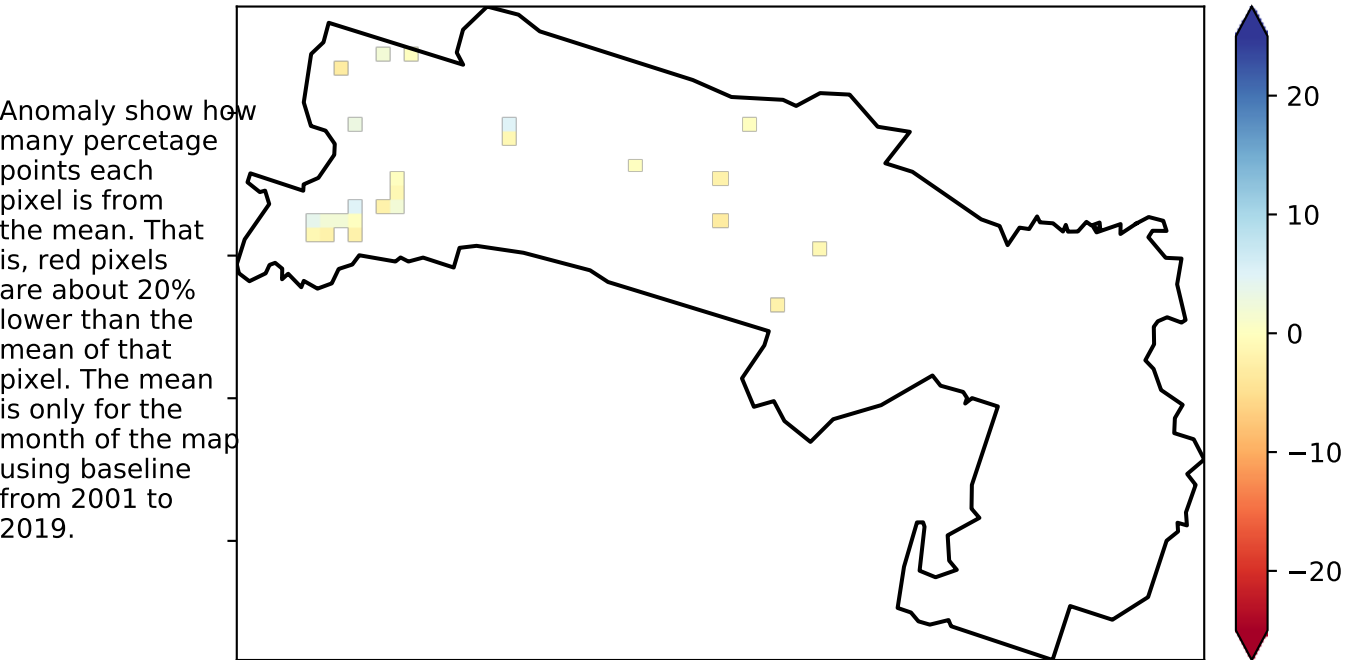 Anomaly show how
many percetage
points each
pixel is from
the mean. That
is, red pixels
are about 20%
lower than the
mean of that
pixel. The mean
is only for the
month of the map
using baseline
from 2001 to
2019.
20
10
0
−10
−20